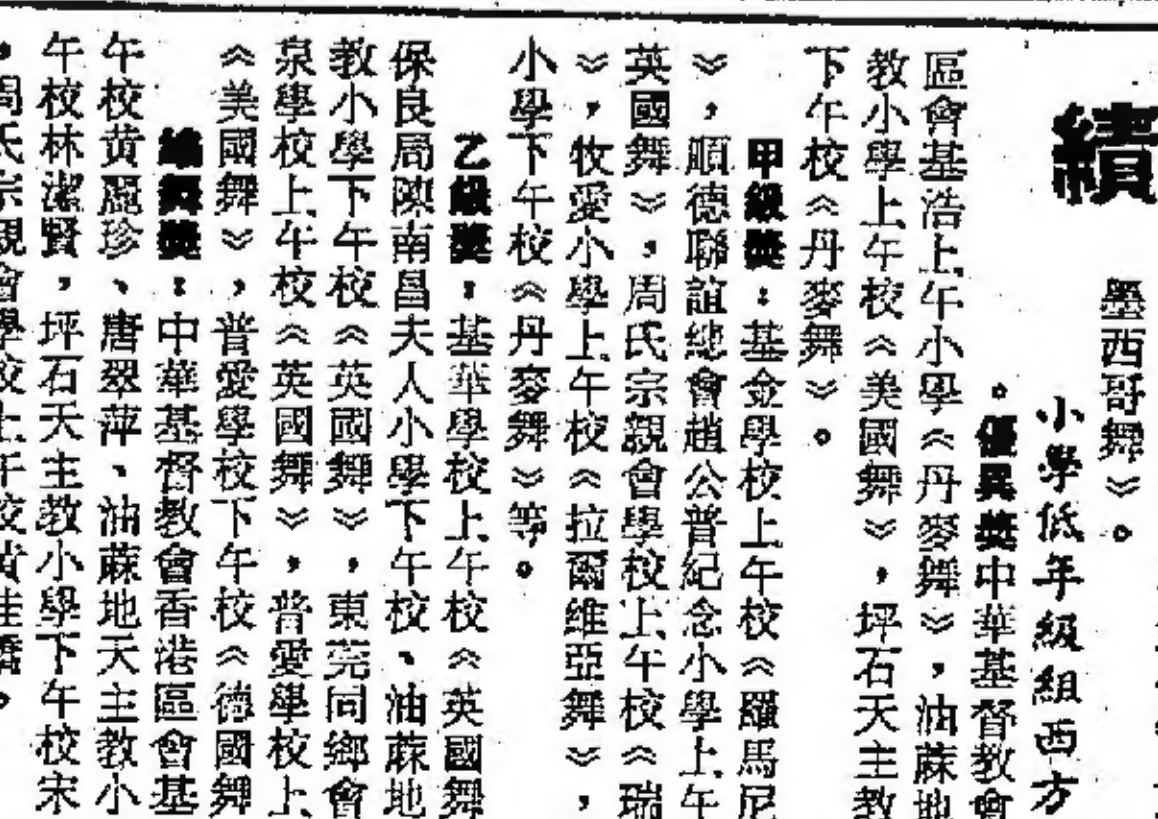 續
墨西哥舞》。
小學低年級組西方
。優異獎中華基督教會
區會基浩上午小學《丹麥舞》，油蔴地
教小學上午校《美國舞》，坪石天主教
下午校《丹麥舞》。
甲級獎：基金學校上午校《羅馬尼
》，順德聯誼總會趙公普紀念小學上午
英國舞》，周氏宗親會學校上午校《瑞
》，牧愛小學上午校《拉爾維亞舞》，
小學下午校《丹麥舞》等。
乙級獎：基華學校上午校《英國舞
保良局陳南昌夫人小學下午校、油蔴地
教小學下午校《英國舞》，東莞同鄉會
泉學校上午校《英國舞》，普愛學校上
《美國舞》，普愛學校下午校《德國舞
編舞獎：中華基督教會香港區會基
午校黃麗珍、唐翠萍、油蔴地天主教小
午校林潔賢，坪石天主教小學下午校宋
，周氏宗親會學校上午校黃佳